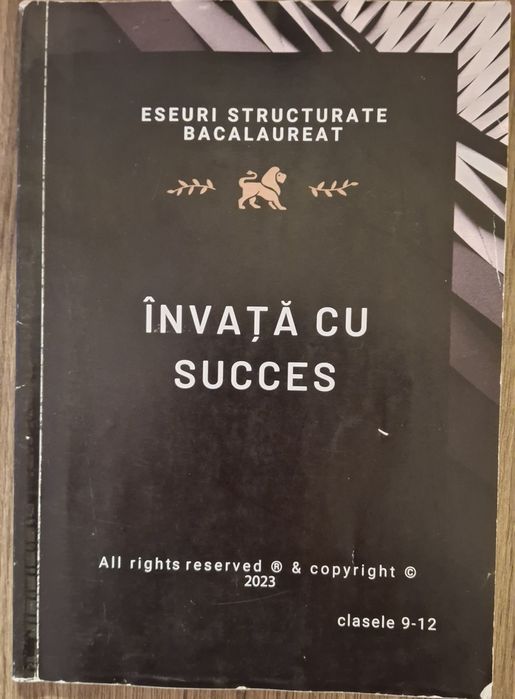 ESEURI STRUCTURATE
BACALAUREAT
ÎNVAȚĂ CU
SUCCES
All rights reserved ® & copyright ©
2023
clasele 9-12